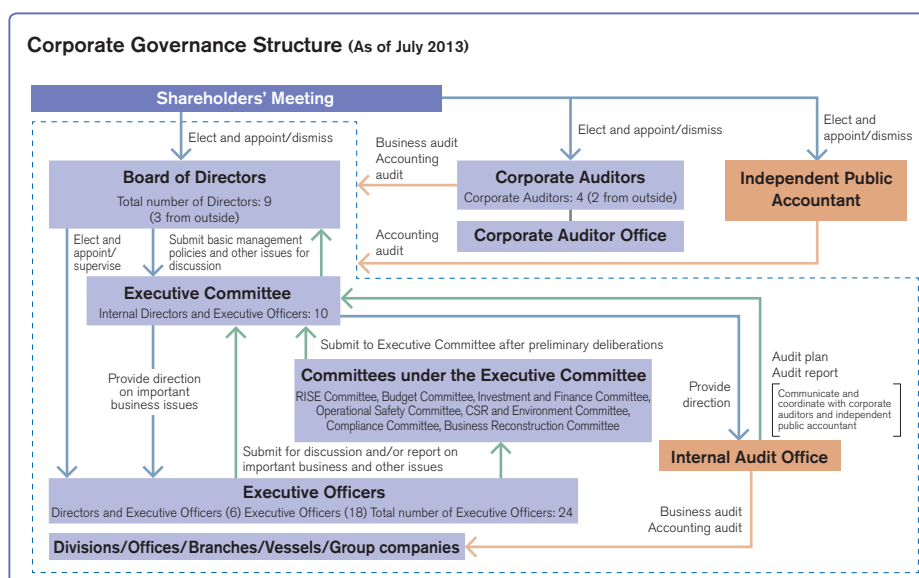 Corporate Governance Structure (As of July 2013)
Shareholders' Meeting
Elect and appoint/dismiss
Elect and appoint/dismiss
Elect and
appoint/dismiss
Business audit
Accounting
audit
Board of Directors
Total number of Directors: 9
(3 from outside)
Corporate Auditors
Corporate Auditors: 4 (2 from outside)
Corporate Auditor Office
Independent Public
Accountant
Elect and
appoint/
supervise
Submit basic management
policies and other issues for
discussion
Accounting
audit
Executive Committee
Internal Directors and Executive Officers: 10
Submit to Executive Committee after preliminary deliberations
Provide direction
on important
business issues
Committees under the Executive Committee
RISE Committee, Budget Committee, Investment and Finance Committee,
Operational Safety Committee, CSR and Environment Committee,
Compliance Committee, Business Reconstruction Committee
Provide
direction
Audit plan
Audit report
Communicate and
coordinate with corporate
auditors and independent
public accountant
Submit for discussion and/or report on
important business and other issues
Internal Audit Office
Executive Officers
Directors and Executive Officers (6) Executive Officers (18) Total number of Executive Officers: 24
Business audit
Accounting audit
Divisions/Offices/Branches/Vessels/Group companies